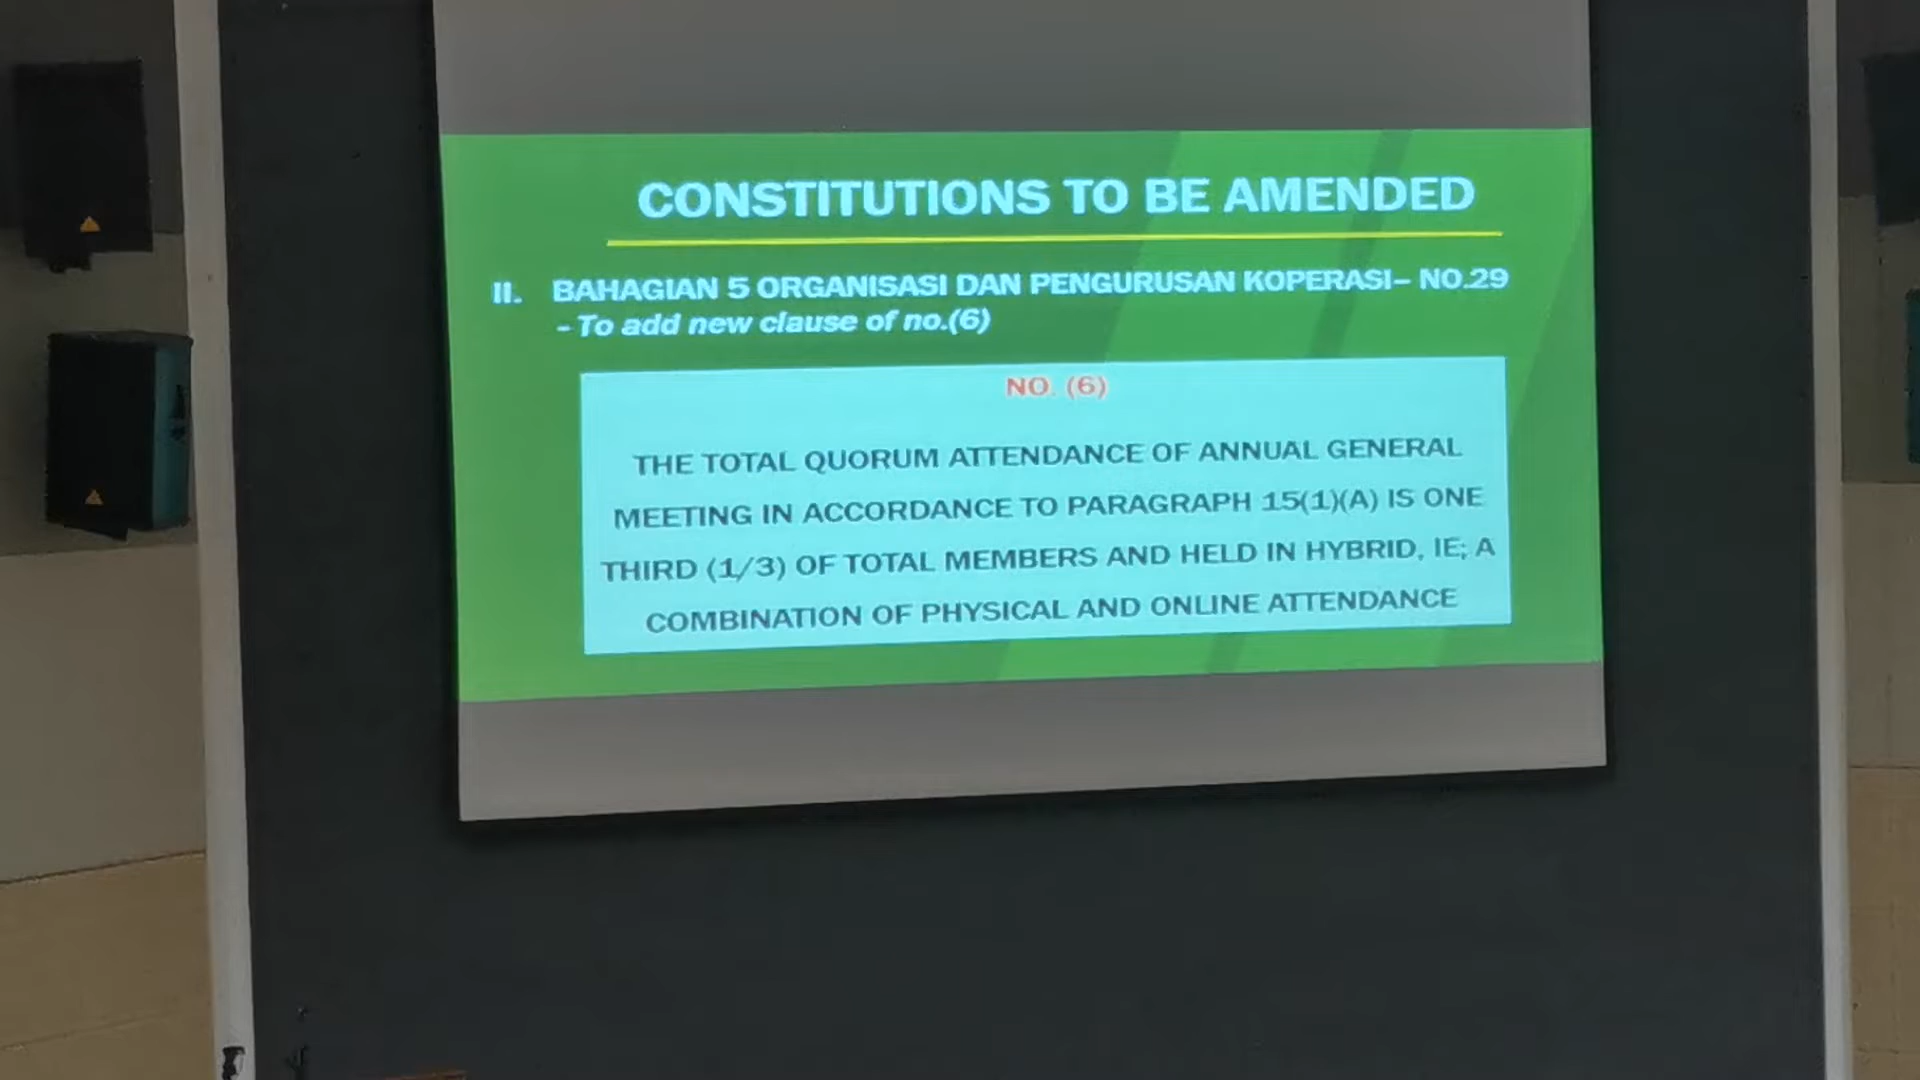 CONSTITUTIONS TO BE AMENDED
II. BAHAGIAN 5 ORGANISASI DAN PENGURUSAN KOPERASI– NO.29
- To add new clause of no.(6)
NO. (6)
THE TOTAL QUORUM ATTENDANCE OF ANNUAL GENERAL
MEETING IN ACCORDANCE TO PARAGRAPH 15(1)(A) IS ONE
THIRD (1/3) OF TOTAL MEMBERS AND HELD IN HYBRID, IE; A
COMBINATION OF PHYSICAL AND ONLINE ATTENDANCE